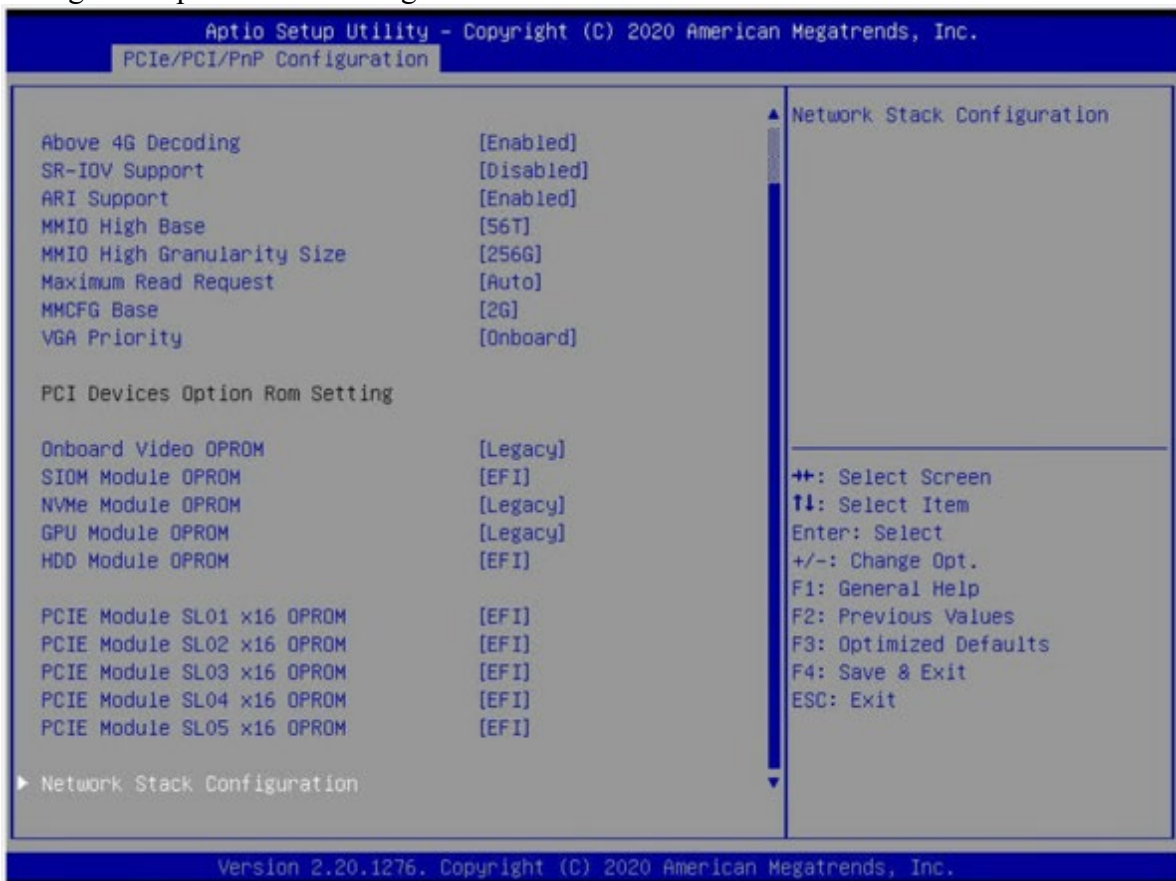 Aptio Setup Utility – Copyright (C) 2020 American Megatrends, Inc.
PCIe/PCI/PnP Configuration
Above 4G Decoding [Enabled]
SR-IOV Support [Disabled]
ARI Support [Enabled]
MMIO High Base [56T]
MMIO High Granularity Size [256G]
Maximum Read Request [Auto]
MMCFG Base [2G]
VGA Priority [Onboard]
PCI Devices Option Rom Setting
Onboard Video OPROM [Legacy]
SIOM Module OPROM [EFI]
NVMe Module OPROM [Legacy]
GPU Module OPROM [Legacy]
HDD Module OPROM [EFI]
PCIE Module SLO1 x16 OPROM [EFI]
PCIE Module SLO2 x16 OPROM [EFI]
PCIE Module SLO3 x16 OPROM [EFI]
PCIE Module SLO4 x16 OPROM [EFI]
PCIE Module SLO5 x16 OPROM [EFI]
Network Stack Configuration
Network Stack Configuration
→←: Select Screen
↑↓: Select Item
Enter: Select
+/-: Change Opt.
F1: General Help
F2: Previous Values
F3: Optimized Defaults
F4: Save & Exit
ESC: Exit
Version 2.20.1276. Copyright (C) 2020 American Megatrends, Inc.